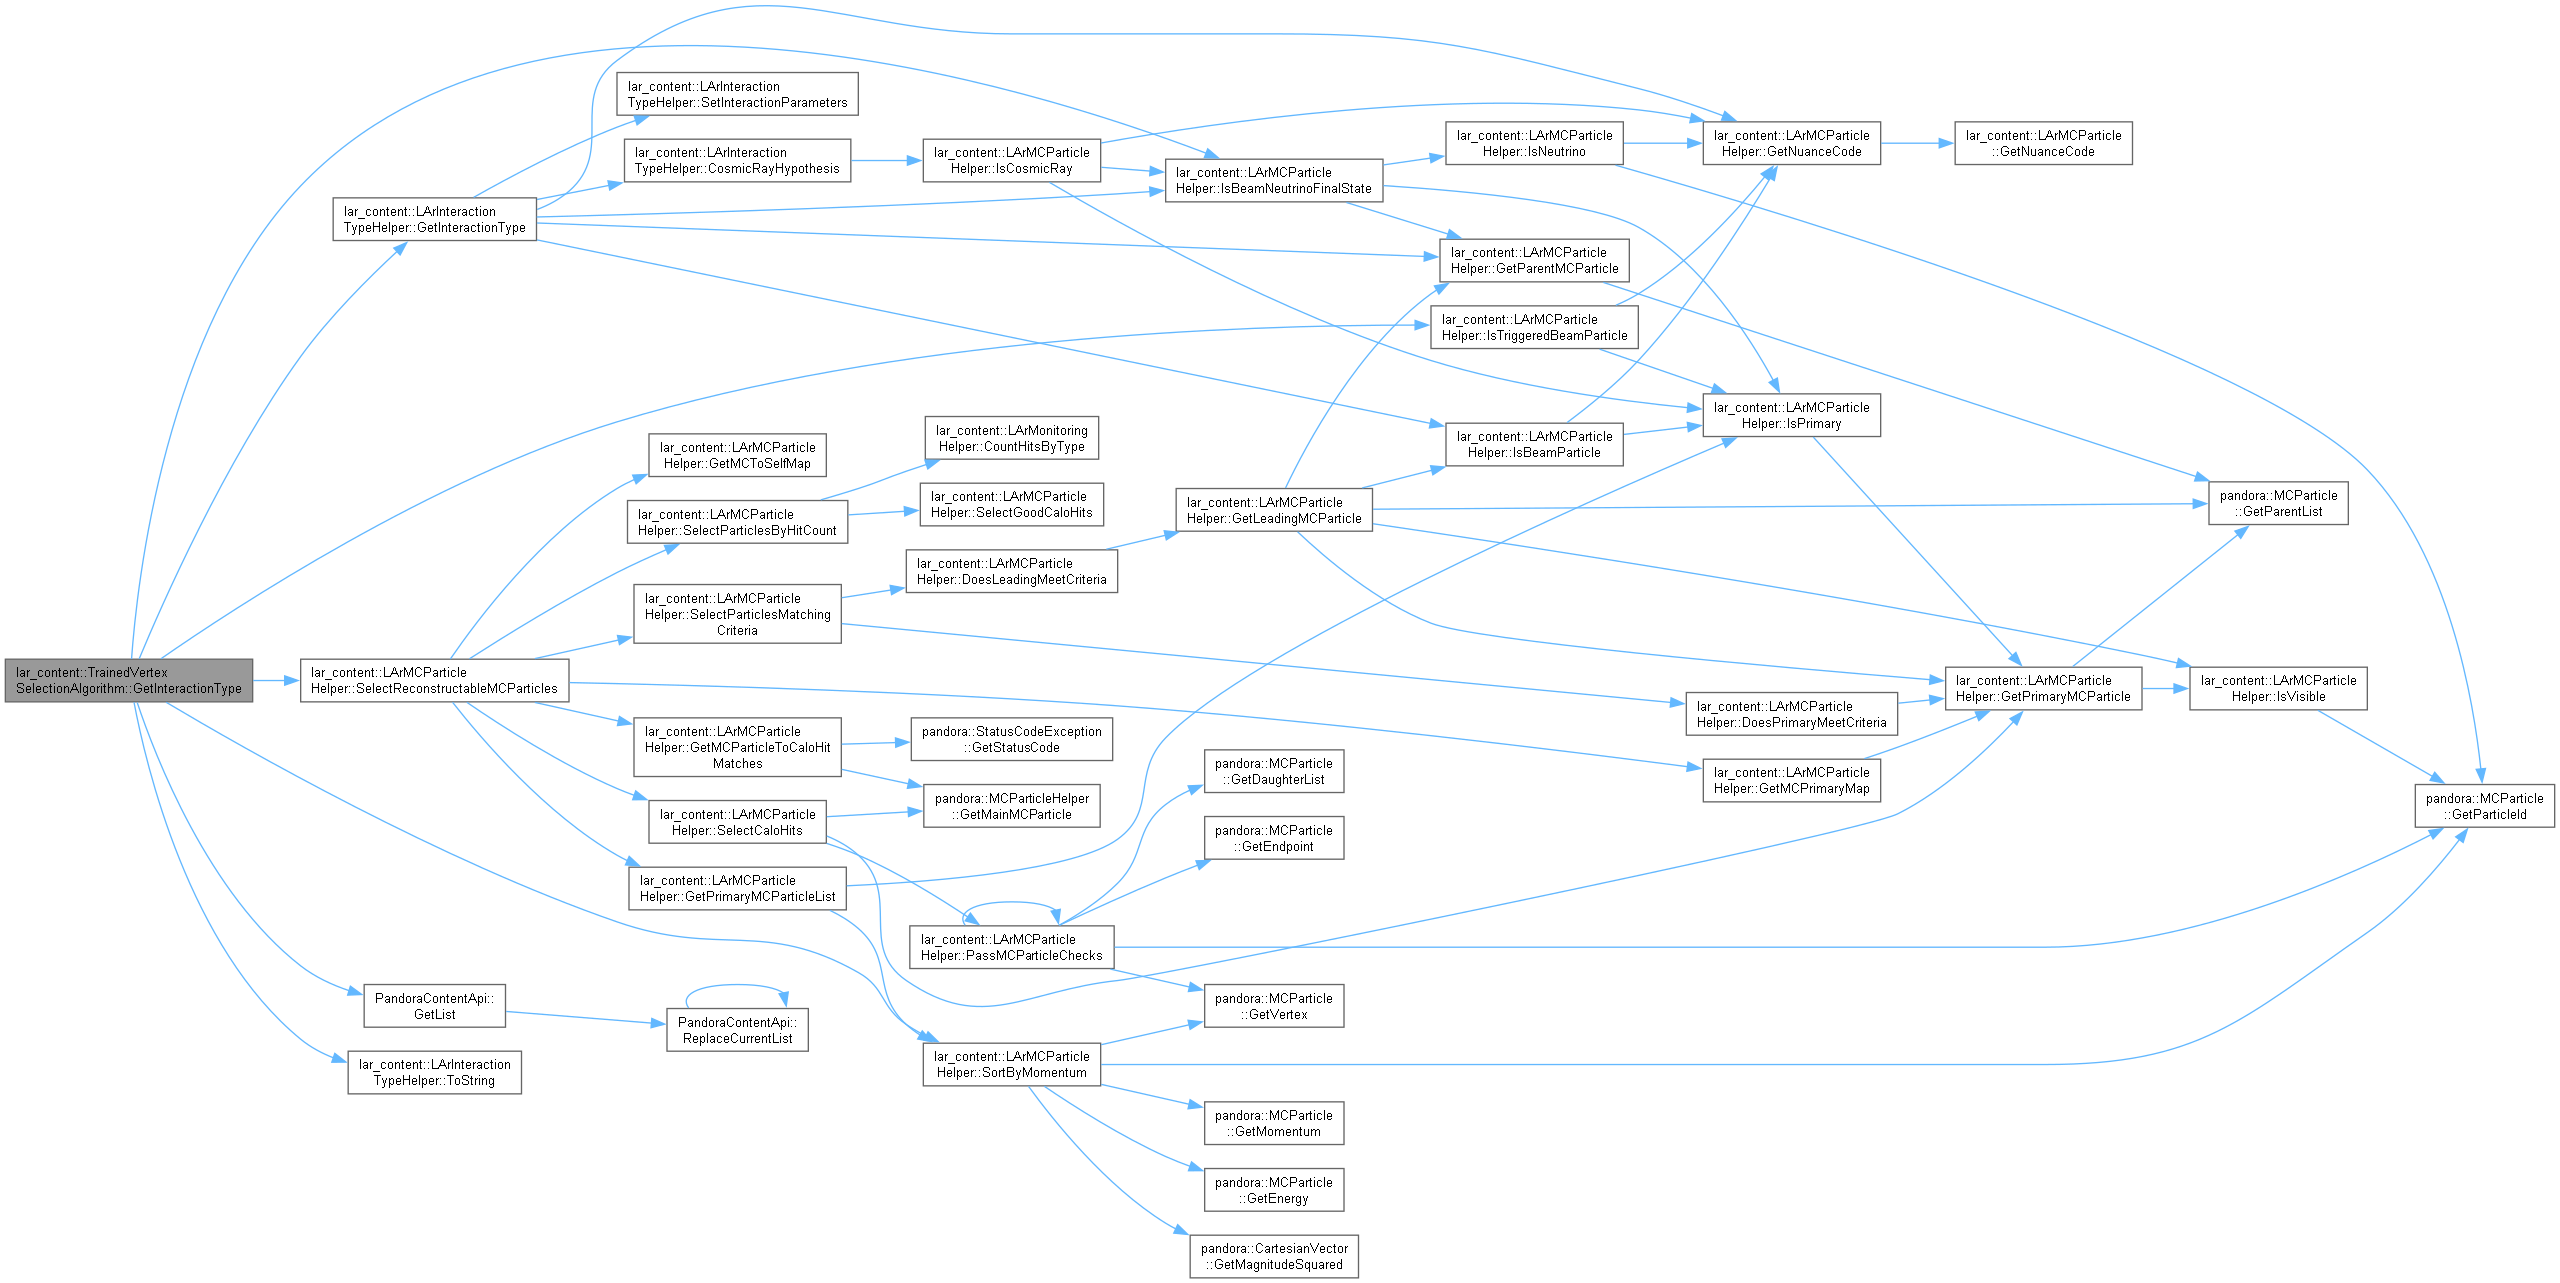 lar_content::TrainedVertex
SelectionAlgorithm::GetInteractionType
lar_content::LArInteraction
TypeHelper::GetInteractionType
lar_content::LArMCParticle
Helper::SelectReconstructableMCParticles
PandoraContentApi::
GetList
lar_content::LArInteraction
TypeHelper::ToString
lar_content::LArInteraction
TypeHelper::SetInteractionParameters
lar_content::LArInteraction
TypeHelper::CosmicRayHypothesis
lar_content::LArMCParticle
Helper::GetMCToSelfMap
lar_content::LArMCParticle
Helper::SelectParticlesByHitCount
lar_content::LArMCParticle
Helper::SelectParticlesMatching
Criteria
lar_content::LArMCParticle
Helper::GetMCParticleToCaloHit
Matches
lar_content::LArMCParticle
Helper::SelectCaloHits
lar_content::LArMCParticle
Helper::GetPrimaryMCParticleList
PandoraContentApi::
ReplaceCurrentList
lar_content::LArMCParticle
Helper::IsCosmicRay
lar_content::LArMonitoring
Helper::CountHitsByType
lar_content::LArMCParticle
Helper::SelectGoodCaloHits
lar_content::LArMCParticle
Helper::DoesLeadingMeetCriteria
pandora::StatusCodeException
::GetStatusCode
pandora::MCParticleHelper
::GetMainMCParticle
lar_content::LArMCParticle
Helper::PassMCParticleChecks
lar_content::LArMCParticle
Helper::SortByMomentum
lar_content::LArMCParticle
Helper::IsBeamNeutrinoFinalState
lar_content::LArMCParticle
Helper::GetLeadingMCParticle
pandora::MCParticle
::GetDaughterList
pandora::MCParticle
::GetEndpoint
pandora::MCParticle
::GetVertex
pandora::MCParticle
::GetMomentum
pandora::MCParticle
::GetEnergy
pandora::CartesianVector
::GetMagnitudeSquared
lar_content::LArMCParticle
Helper::IsNeutrino
lar_content::LArMCParticle
Helper::GetParentMCParticle
lar_content::LArMCParticle
Helper::IsTriggeredBeamParticle
lar_content::LArMCParticle
Helper::IsBeamParticle
lar_content::LArMCParticle
Helper::GetNuanceCode
lar_content::LArMCParticle
Helper::IsPrimary
lar_content::LArMCParticle
Helper::DoesPrimaryMeetCriteria
lar_content::LArMCParticle
Helper::GetMCPrimaryMap
lar_content::LArMCParticle
::GetNuanceCode
lar_content::LArMCParticle
Helper::GetPrimaryMCParticle
pandora::MCParticle
::GetParentList
lar_content::LArMCParticle
Helper::IsVisible
pandora::MCParticle
::GetParticleId